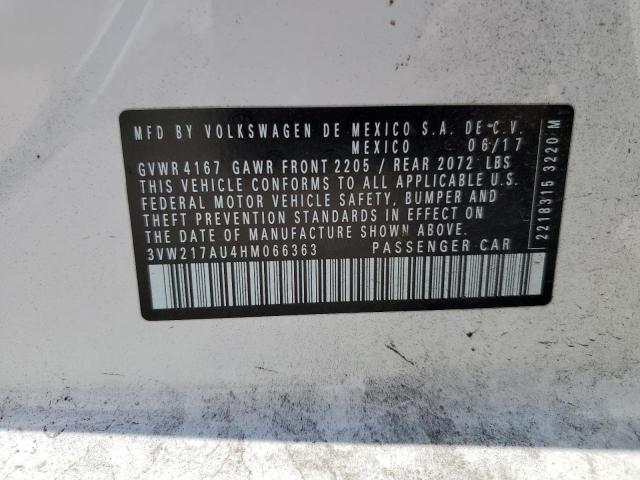 MFD BY VOLKSWAGEN DE MEXICO S.A. DE C.V.
MEXICO 06/17
GVWR 4167 GAWR FRONT 2205 / REAR 2072 LBS
THIS VEHICLE CONFORMS TO ALL APPLICABLE U.S.
FEDERAL MOTOR VEHICLE SAFETY, BUMPER AND
THEFT PREVENTION STANDARDS IN EFFECT ON
THE DATE OF MANUFACTURE SHOWN ABOVE.
3VW217AU4HM066363 PASSENGER CAR
2218315 3220 M